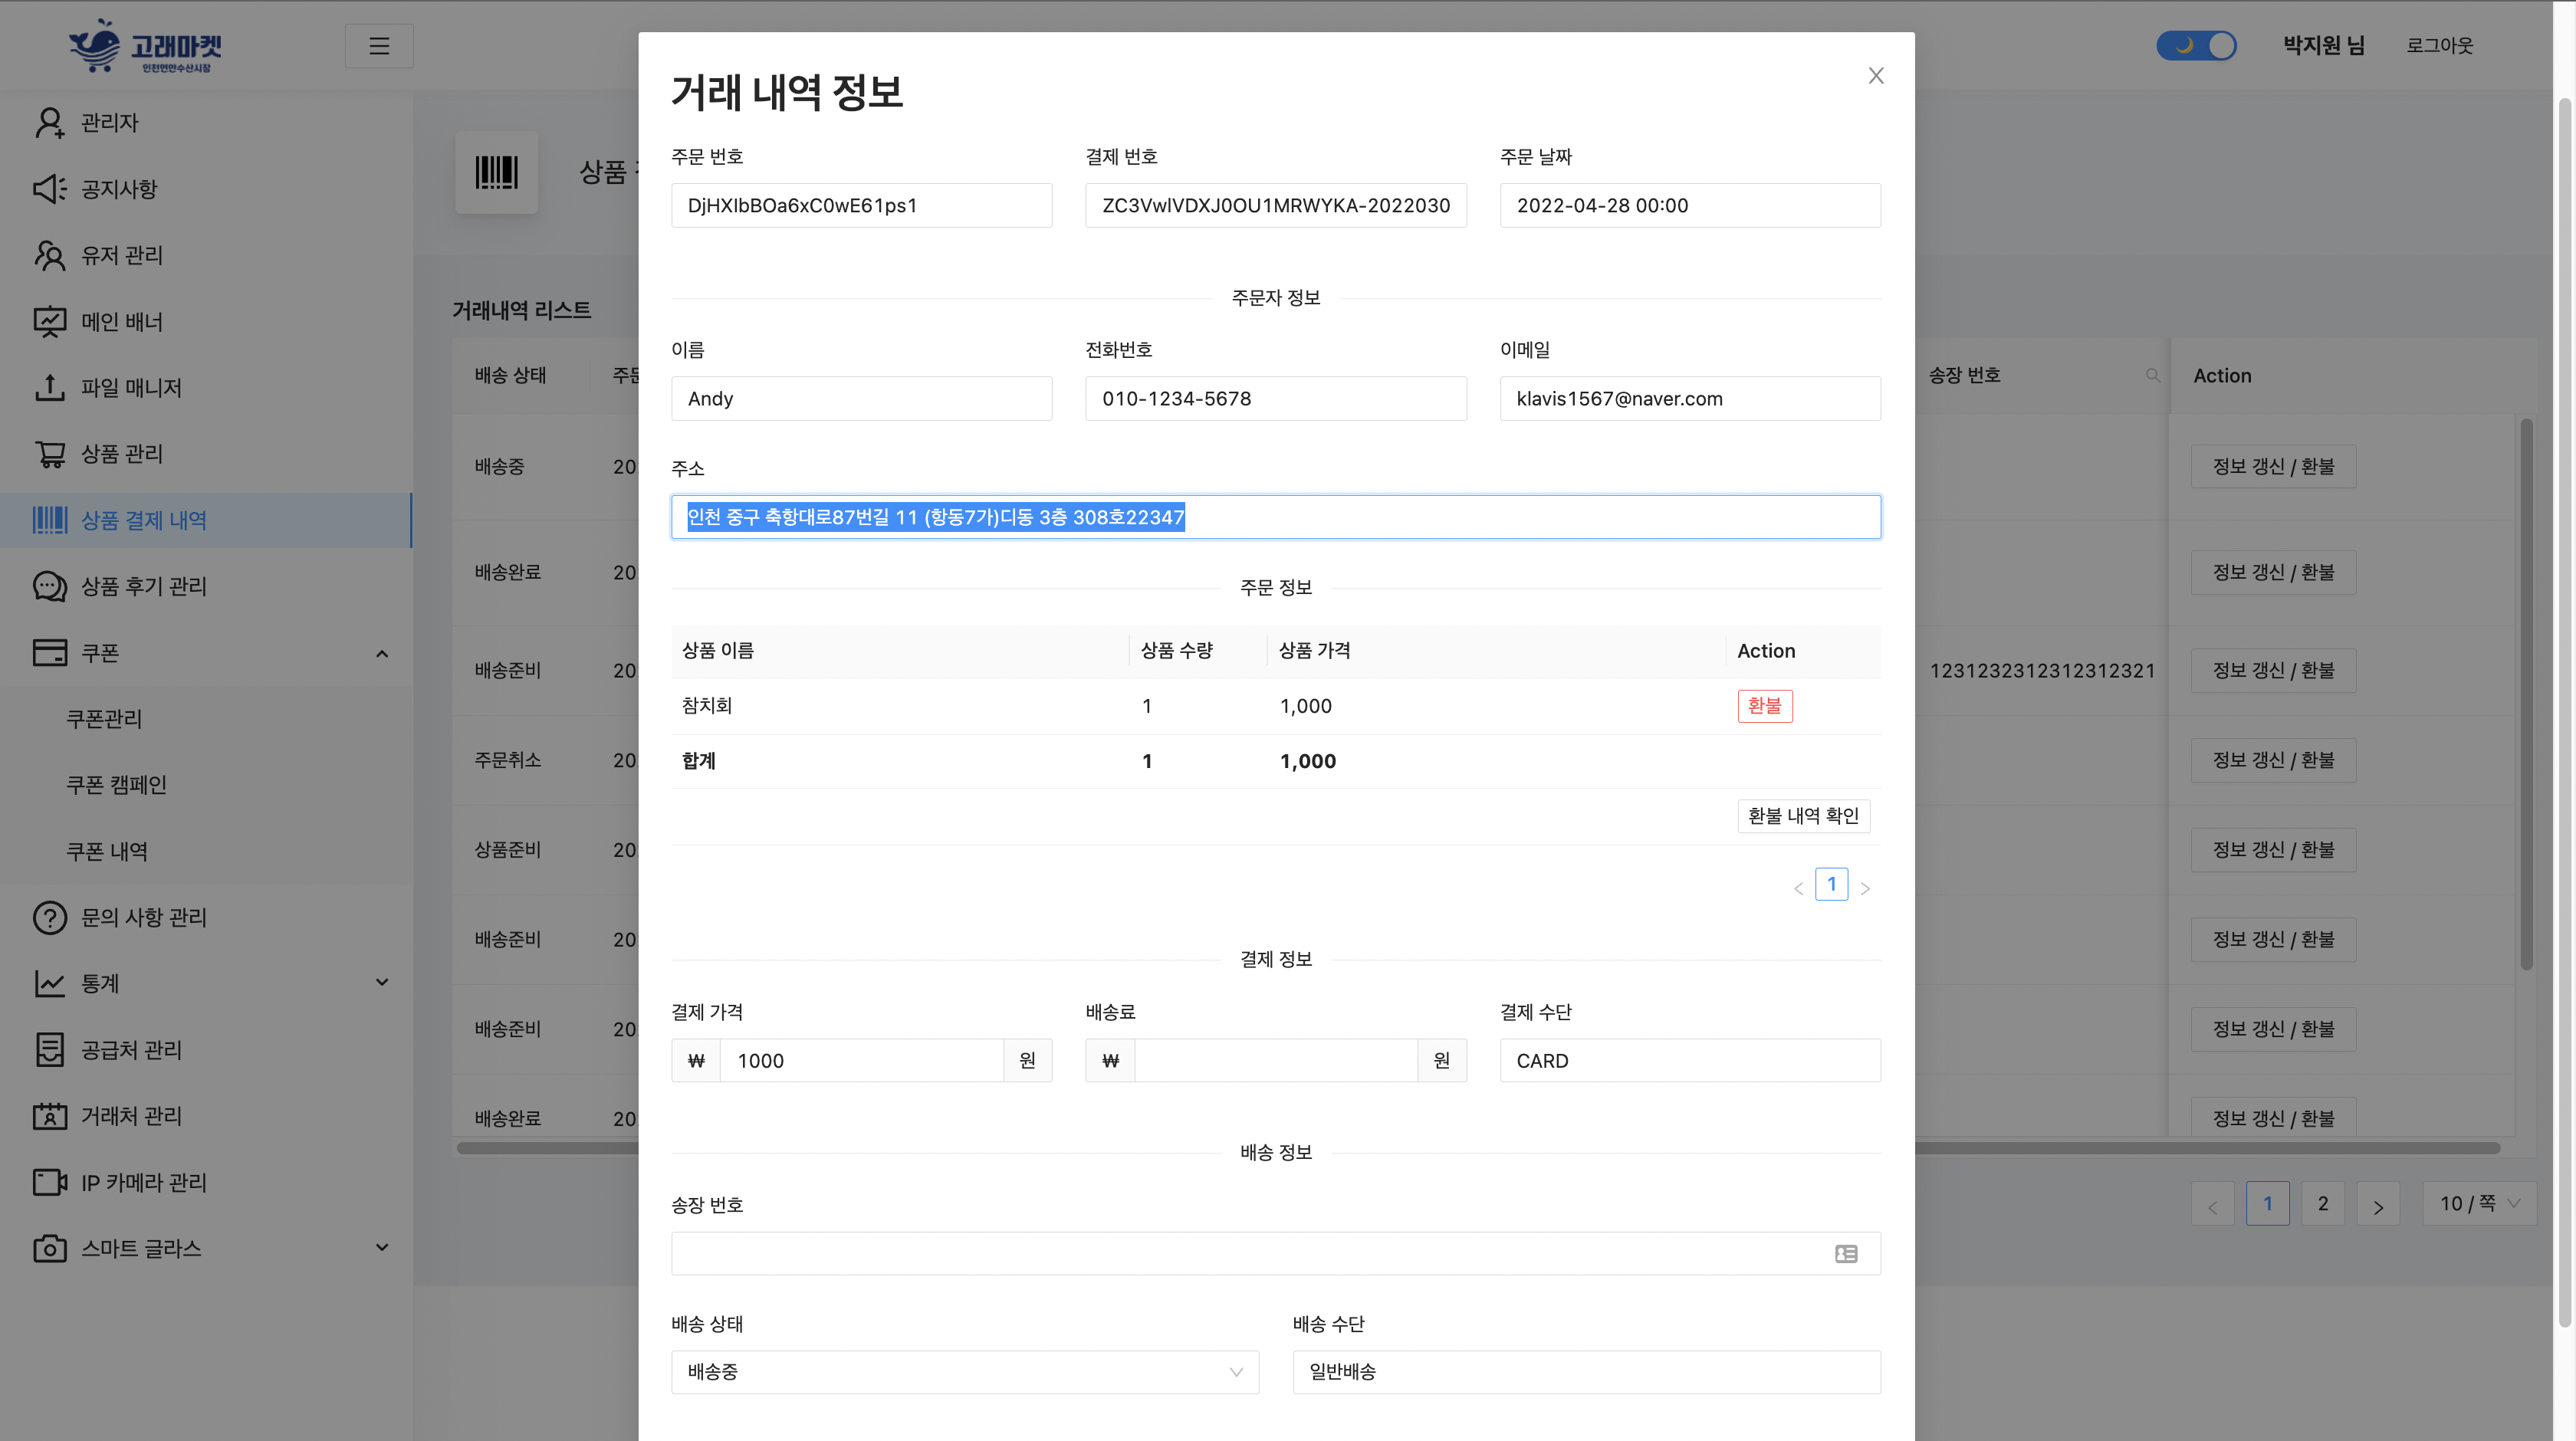 고래마켓
인천연안수산시장
박지원 님
로그아웃
관리자
공지사항
유저 관리
메인 배너
파일 매니저
상품 관리
상품 결제 내역
상품 후기 관리
쿠폰
쿠폰관리
쿠폰 캠페인
쿠폰 내역
문의 사항 관리
통계
공급처 관리
거래처 관리
IP 카메라 관리
스마트 글라스
상품
거래내역 리스트
배송 상태 주문
송장 번호 Action
배송중 20 정보 갱신 / 환불
배송완료 20 정보 갱신 / 환불
배송준비 20 1231232312312312321 정보 갱신 / 환불
주문취소 20 정보 갱신 / 환불
상품준비 20 정보 갱신 / 환불
배송준비 20 정보 갱신 / 환불
배송준비 20 정보 갱신 / 환불
배송완료 20 정보 갱신 / 환불
< 1 2 > 10 / 쪽
거래 내역 정보
X
주문 번호 결제 번호 주문 날짜
DjHXIbBOa6xC0wE61ps1 ZC3VwlVDXJ0OU1MRWYKA-2022030 2022-04-28 00:00
주문자 정보
이름 전화번호 이메일
Andy 010-1234-5678 klavis1567@naver.com
주소
인천 중구 축항대로87번길 11 (항동7가)디동 3층 308호22347
주문 정보
상품 이름 상품 수량 상품 가격 Action
참치회 1 1,000 환불
합계 1 1,000
환불 내역 확인
< 1 >
결제 정보
결제 가격 배송료 결제 수단
₩ 1000 원 ₩ 원 CARD
배송 정보
송장 번호
배송 상태 배송 수단
배송중 일반배송